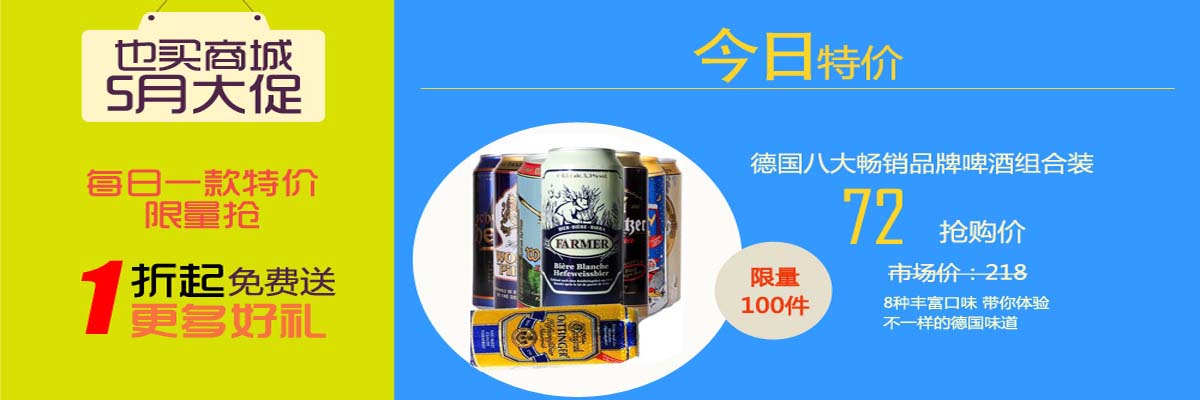 也买商城
5月大促
每日一款特价
限量抢
1折起免费送
更多好礼
今日特价
德国八大畅销品牌啤酒组合装
72 抢购价
市场价：218
8种丰富口味 带你体验
不一样的德国味道
限量
100件
BIER·BIÈRE·BIRRA
FARMER
Bière Blanche
Hefeweissbier
OETTINGER